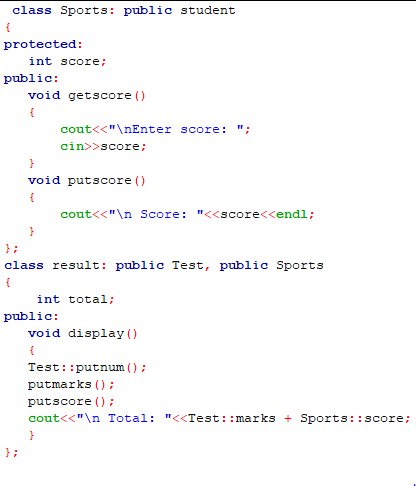 class Sports: public student
{
protected:
   int score;
public:
   void getscore()
   {
       cout<<"\nEnter score: ";
       cin>>score;
   }
   void putscore()
   {
       cout<<"\n Score: "<<score<<endl;
   }
};
class result: public Test, public Sports
{
    int total;
public:
   void display()
   {
   Test::putnum();
   putmarks();
   putscore();
   cout<<"\n Total: "<<Test::marks + Sports::score;
   }
};